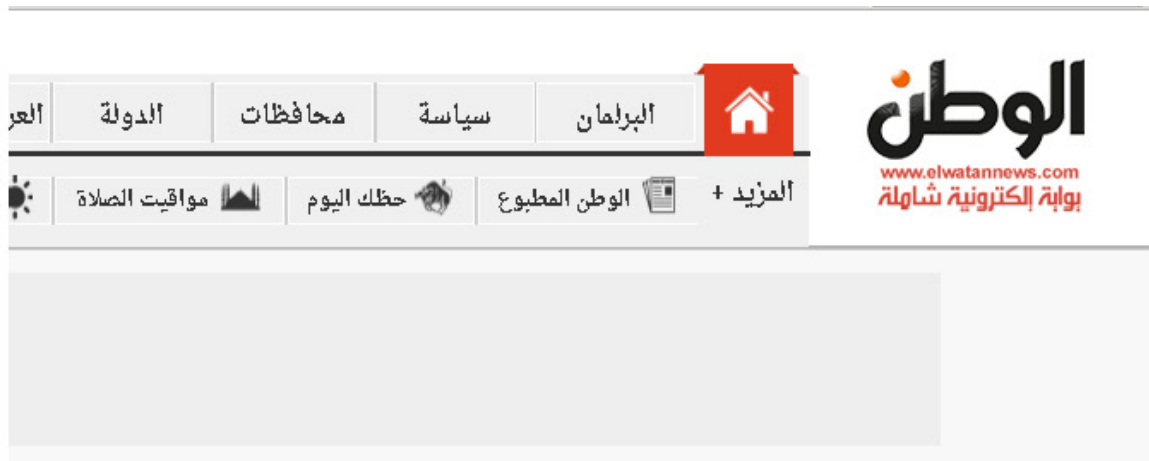 الوطن
www.elwatannews.com
بوابة إلكترونية شاملة
البرلمان سياسة محافظات الدولة
المزيد + الوطن المطبوع حظك اليوم مواقيت الصلاة